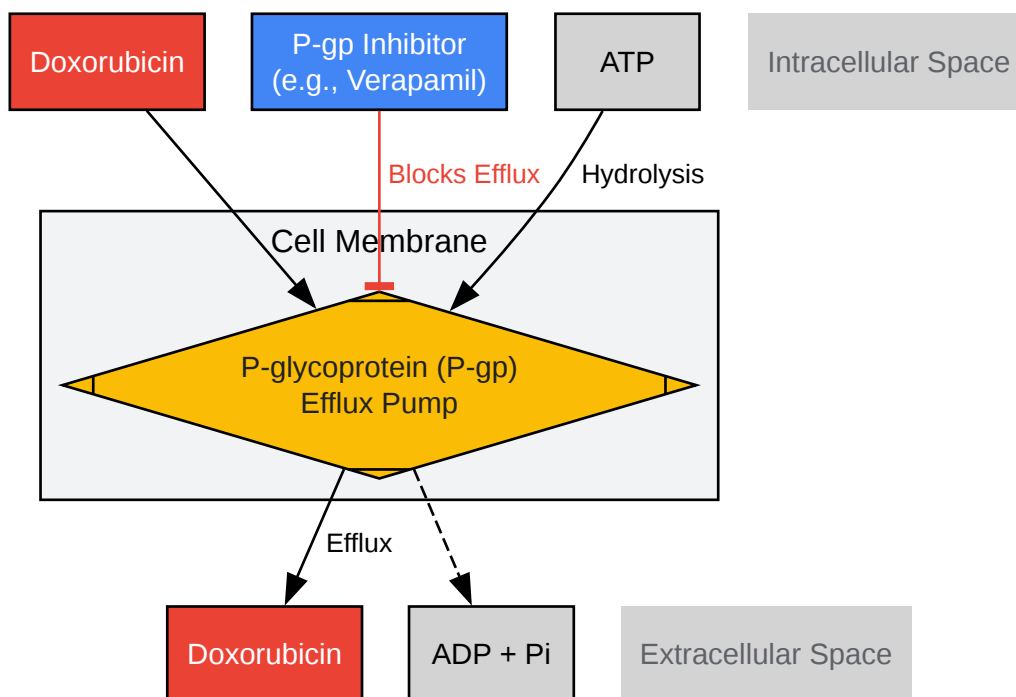 Doxorubicin
P-gp Inhibitor
(e.g., Verapamil)
ATP
Intracellular Space
Blocks Efflux
Hydrolysis
Cell Membrane
P-glycoprotein (P-gp)
Efflux Pump
Efflux
Doxorubicin
ADP + Pi
Extracellular Space